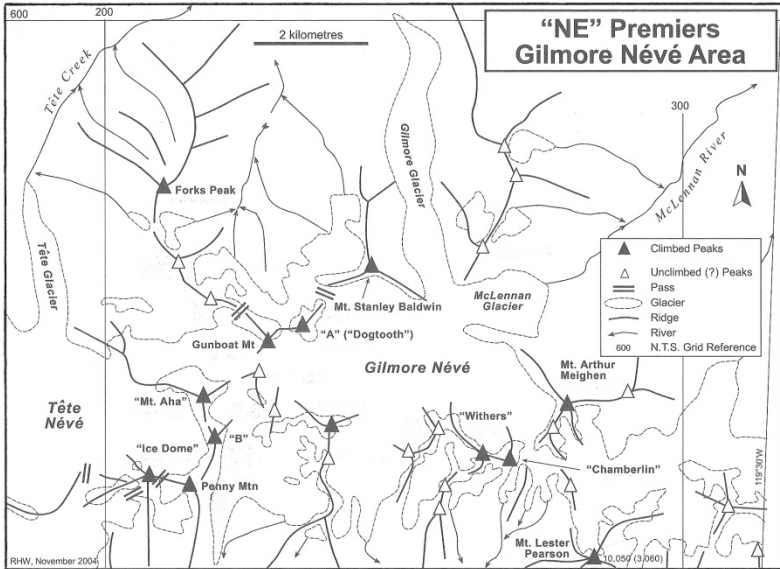 600
200
2 kilometres
“NE” Premiers
Gilmore Névé Area
Tête Creek
Gilmore Glacier
300
McLennan River
N
Forks Peak
Tête Glacier
Mt. Stanley Baldwin
McLennan
Glacier
Climbed Peaks
Unclimbed (?) Peaks
Pass
Glacier
Ridge
River
600 N.T.S. Grid Reference
"A" ("Dogtooth")
Gunboat Mt
Gilmore Névé
Mt. Arthur
Meighen
"Mt. Aha"
Tête
Névé
"Withers"
"B"
"Ice Dome"
"Chamberlin"
Penny Mtn
119°30'W
Mt. Lester
Pearson
10,050 (3,060)
RHW, November 2004